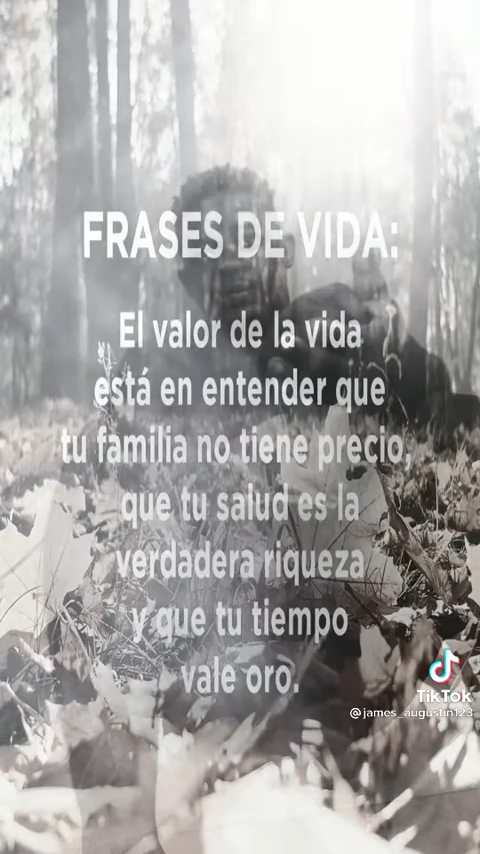 FRASES DE VIDA:
El valor de la vida
está en entender que
tu familia no tiene precio,
que tu salud es la
verdadera riqueza
y que tu tiempo
vale oro.
TikTok
@james_augustin123